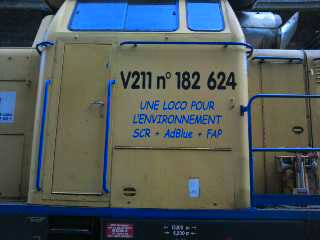 V211 n° 182 624
UNE LOCO POUR
L'ENVIRONNEMENT
SCR + AdBlue + FAP